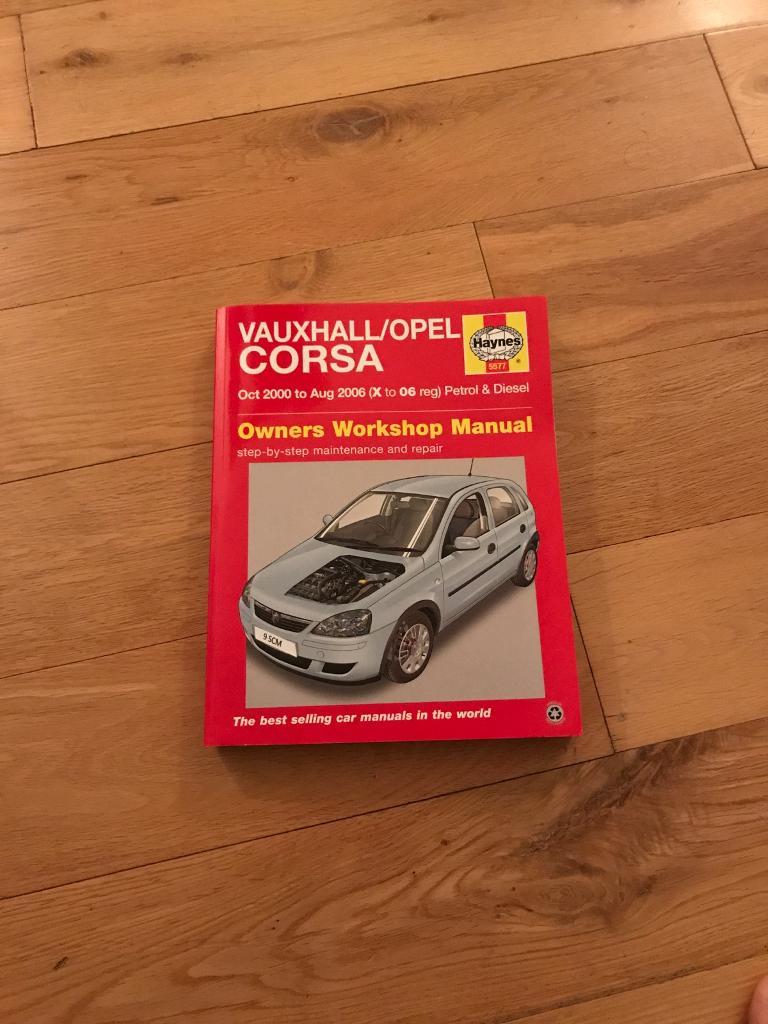 VAUXHALL/OPEL
CORSA
Haynes
5577
Oct 2000 to Aug 2006 (X to 06 reg) Petrol & Diesel
Owners Workshop Manual
step-by-step maintenance and repair
9-SCM
The best selling car manuals in the world